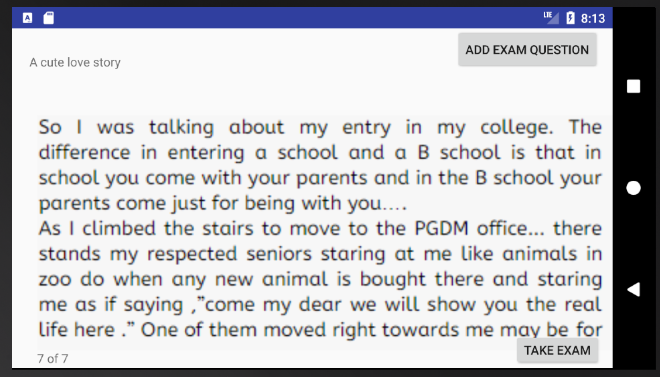 LTE 8:13
A cute love story
ADD EXAM QUESTION
So I was talking about my entry in my college. The
difference in entering a school and a B school is that in
school you come with your parents and in the B school your
parents come just for being with you....
As I climbed the stairs to move to the PGDM office... there
stands my respected seniors staring at me like animals in
zoo do when any new animal is bought there and staring
me as if saying ,”come my dear we will show you the real
life here .” One of them moved right towards me may be for
7 of 7
TAKE EXAM